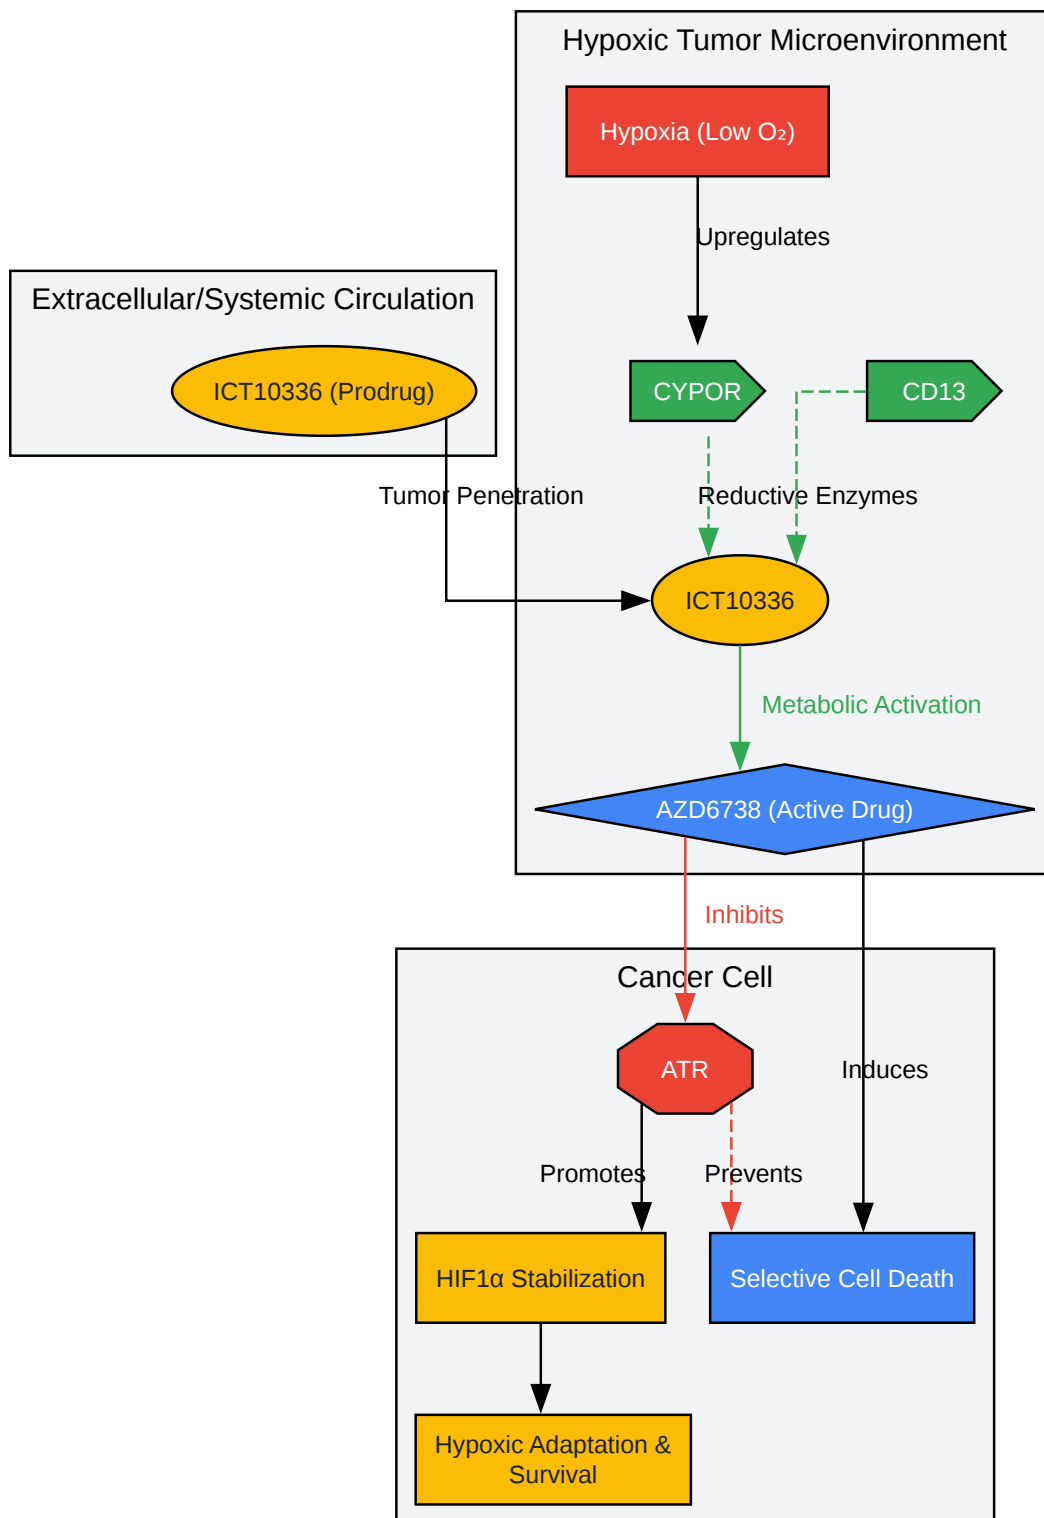 Hypoxic Tumor Microenvironment
Hypoxia (Low O₂)
Upregulates
Extracellular/Systemic Circulation
ICT10336 (Prodrug)
CYPOR
CD13
Tumor Penetration
Reductive Enzymes
ICT10336
Metabolic Activation
AZD6738 (Active Drug)
Inhibits
Cancer Cell
ATR
Induces
Promotes
Prevents
HIF1α Stabilization
Selective Cell Death
Hypoxic Adaptation &
Survival